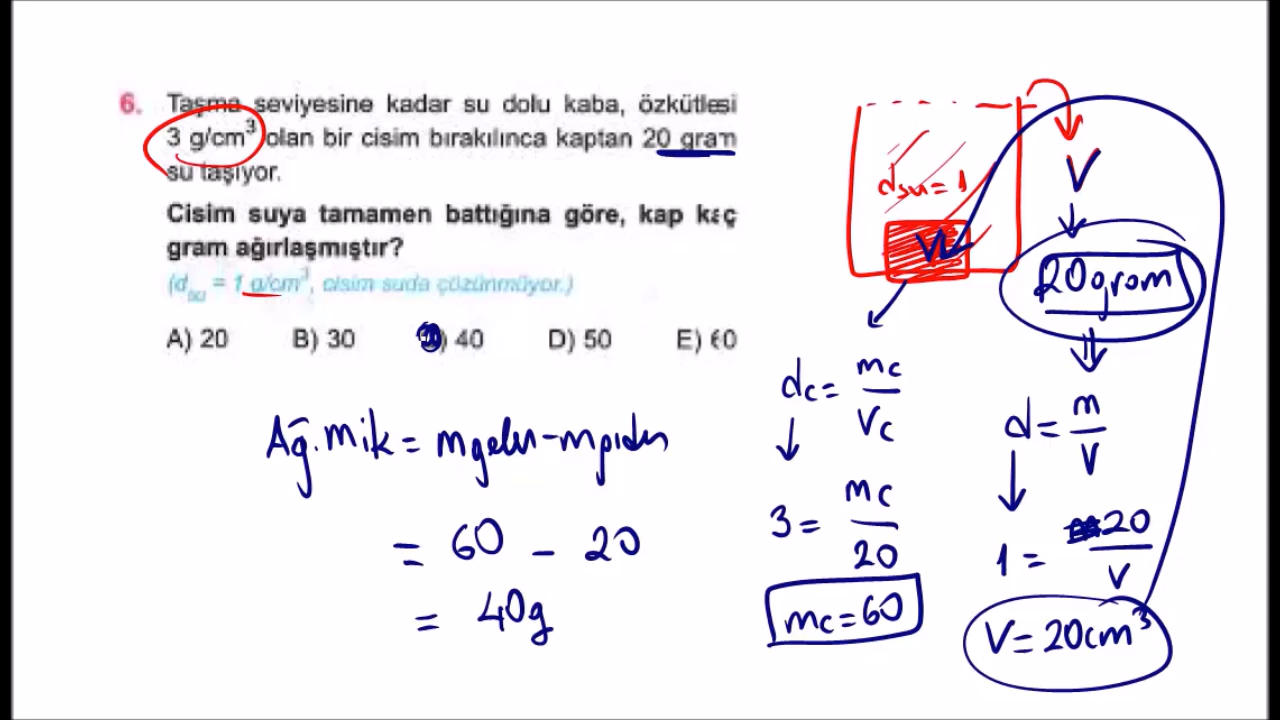 6. Taşma seviyesine kadar su dolu kaba, özkütlesi
3 g/cm³ olan bir cisim bırakılınca kaptan 20 gram
su taşıyor.
Cisim suya tamamen battığına göre, kap kaç
gram ağırlaşmıştır?
(dsu = 1 g/cm³, cisim suda çözünmüyor.)
A) 20 B) 30 ) 40 D) 50 E) 60
Ağ. mik = mgelen - mgiden
= 60 - 20
= 40g
dsu = 1
V
dc = mc / Vc
3 = mc / 20
mc = 60
V
20gram
d = m / V
1 = 20 / V
V = 20cm³